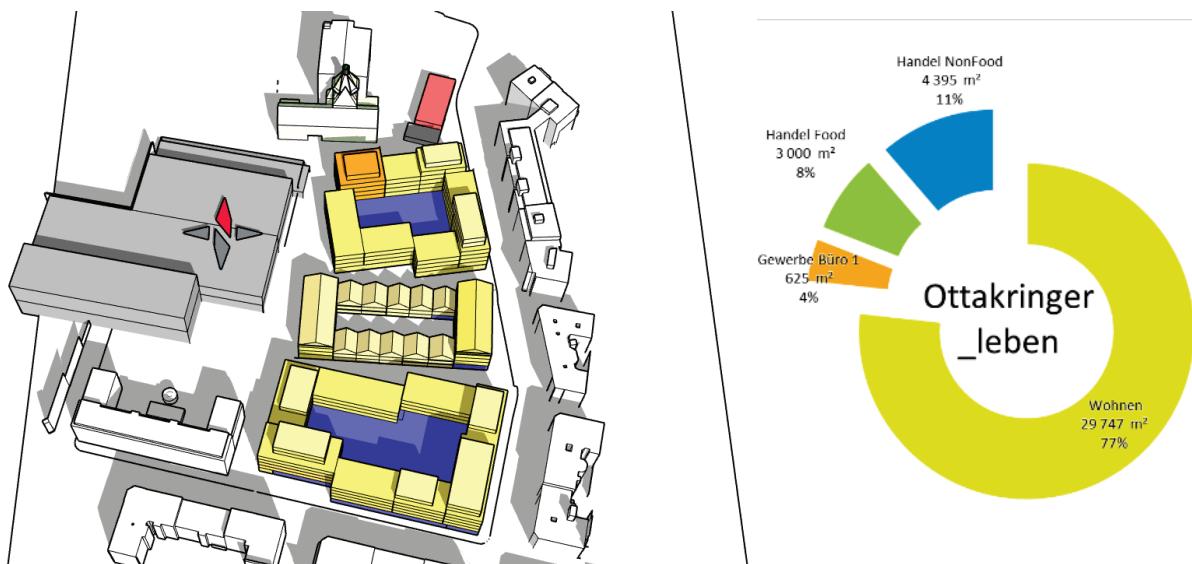 Handel NonFood
4 395 m²
11%
Handel Food
3 000 m²
8%
Gewerbe Büro 1
625 m²
4%
Ottakringer
_leben
Wohnen
29 747 m²
77%